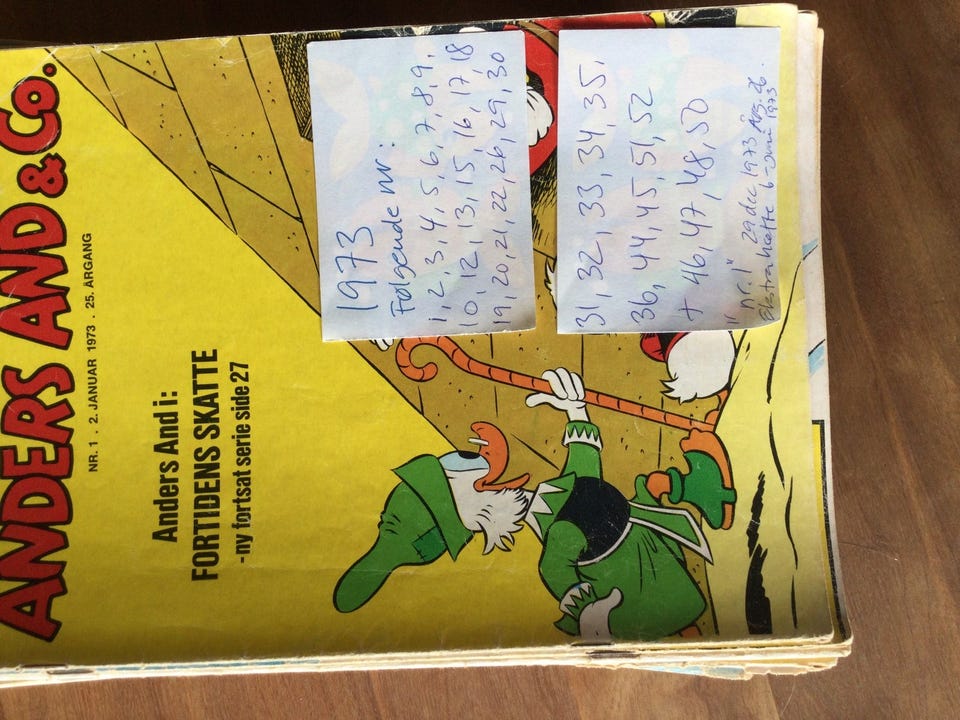 ANDERS AND & Co.
NR. 1 . 2. JANUAR 1973 . 25. ÅRGANG
Anders And i:
FORTIDENS SKATTE
-ny fortsat serie side 27
1973
Følgende nr:
1, 2, 3, 4, 5, 6, 7, 8, 9,
10, 12, 13, 15, 16, 17, 18
19, 20, 21, 22, 26, 29, 30
31, 32, 33, 34, 35,
36, 44, 45, 51, 52
+ 46, 47, 48, 50
"nr. 1" 29 dec 1973 Årg. 26.
Ekstrahæfte 6-juni 1973